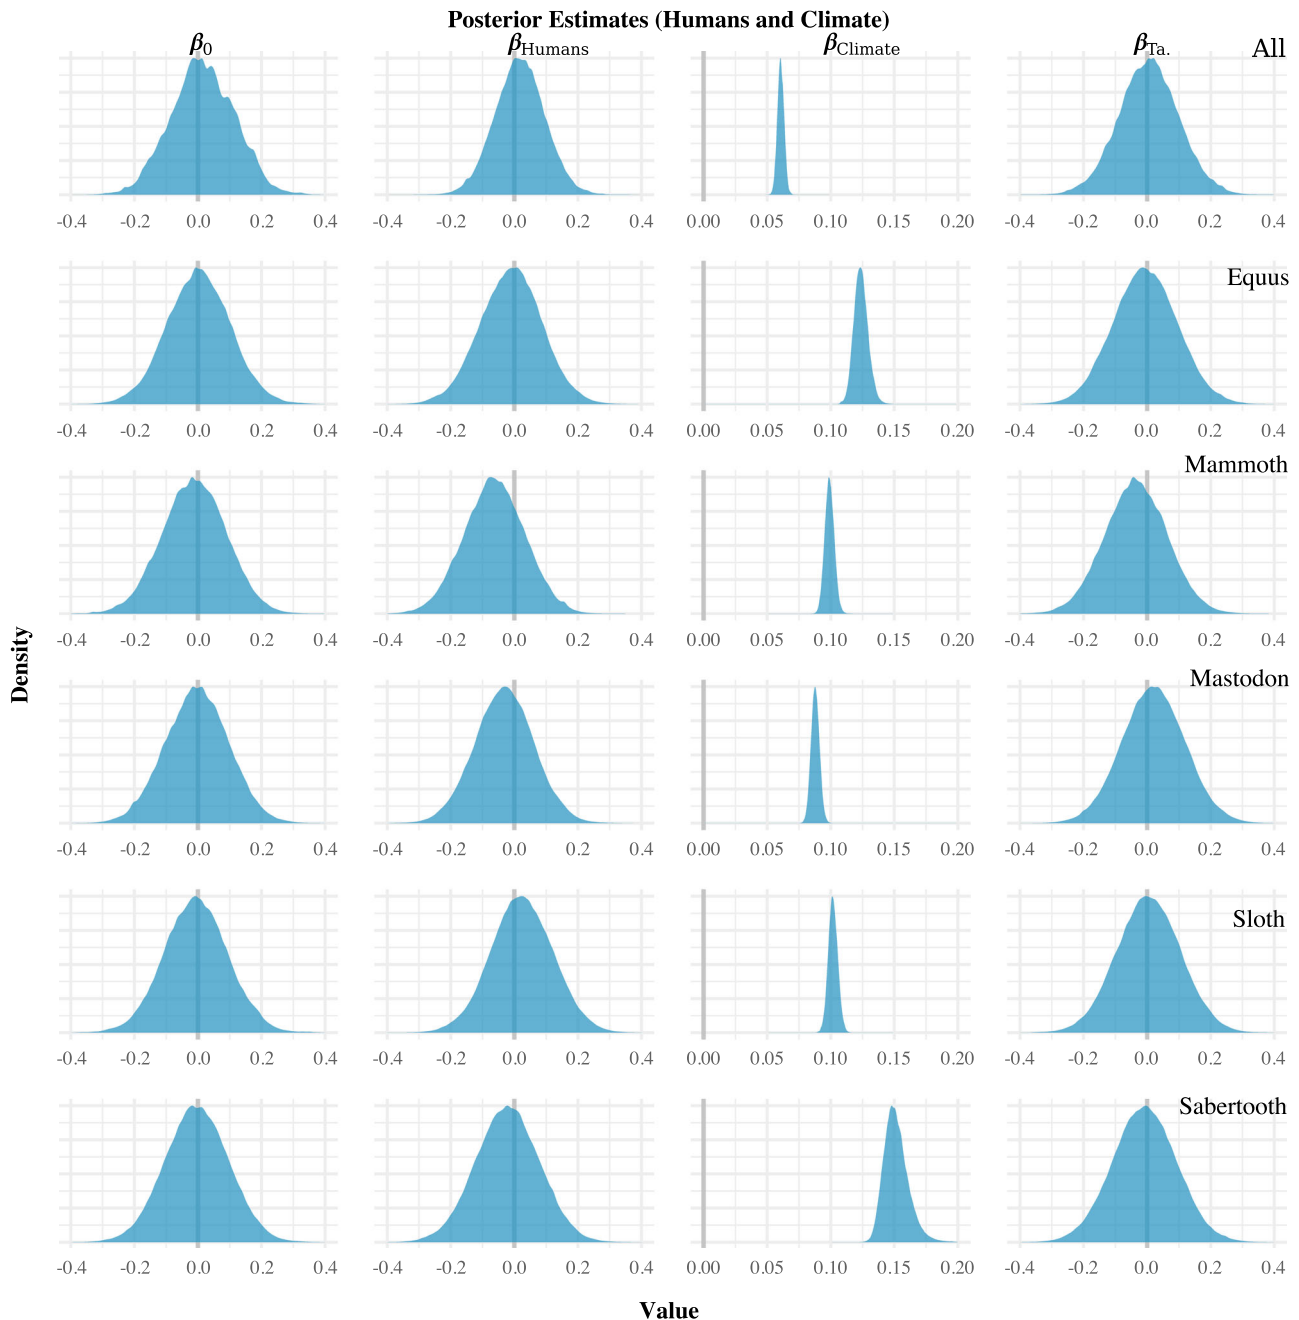 Posterior Estimates (Humans and Climate)
β0 βHumans βClimate βTa. All
-0.4 -0.2 0.0 0.2 0.4 -0.4 -0.2 0.0 0.2 0.4 0.00 0.05 0.10 0.15 0.20 -0.4 -0.2 0.0 0.2 0.4
Equus
-0.4 -0.2 0.0 0.2 0.4 -0.4 -0.2 0.0 0.2 0.4 0.00 0.05 0.10 0.15 0.20 -0.4 -0.2 0.0 0.2 0.4
Mammoth
-0.4 -0.2 0.0 0.2 0.4 -0.4 -0.2 0.0 0.2 0.4 0.00 0.05 0.10 0.15 0.20 -0.4 -0.2 0.0 0.2 0.4
Density
Mastodon
-0.4 -0.2 0.0 0.2 0.4 -0.4 -0.2 0.0 0.2 0.4 0.00 0.05 0.10 0.15 0.20 -0.4 -0.2 0.0 0.2 0.4
Sloth
-0.4 -0.2 0.0 0.2 0.4 -0.4 -0.2 0.0 0.2 0.4 0.00 0.05 0.10 0.15 0.20 -0.4 -0.2 0.0 0.2 0.4
Sabertooth
-0.4 -0.2 0.0 0.2 0.4 -0.4 -0.2 0.0 0.2 0.4 0.00 0.05 0.10 0.15 0.20 -0.4 -0.2 0.0 0.2 0.4
Value